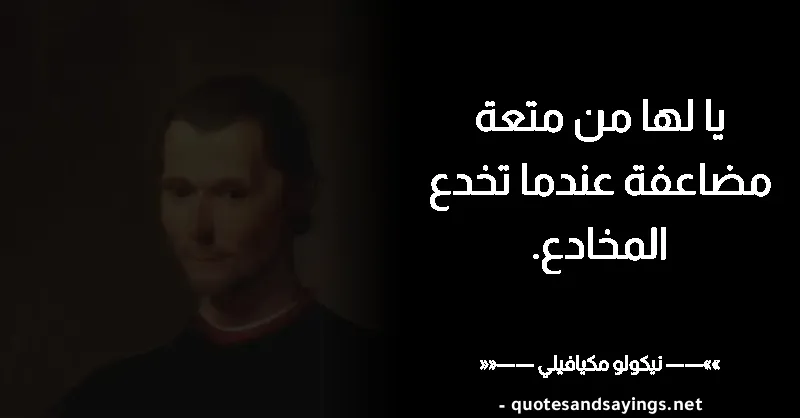 يا لها من متعة
مضاعفة عندما تخدع
المخادع.
»»—— نيكولو مكيافيلي ——««
- quotesandsayings.net